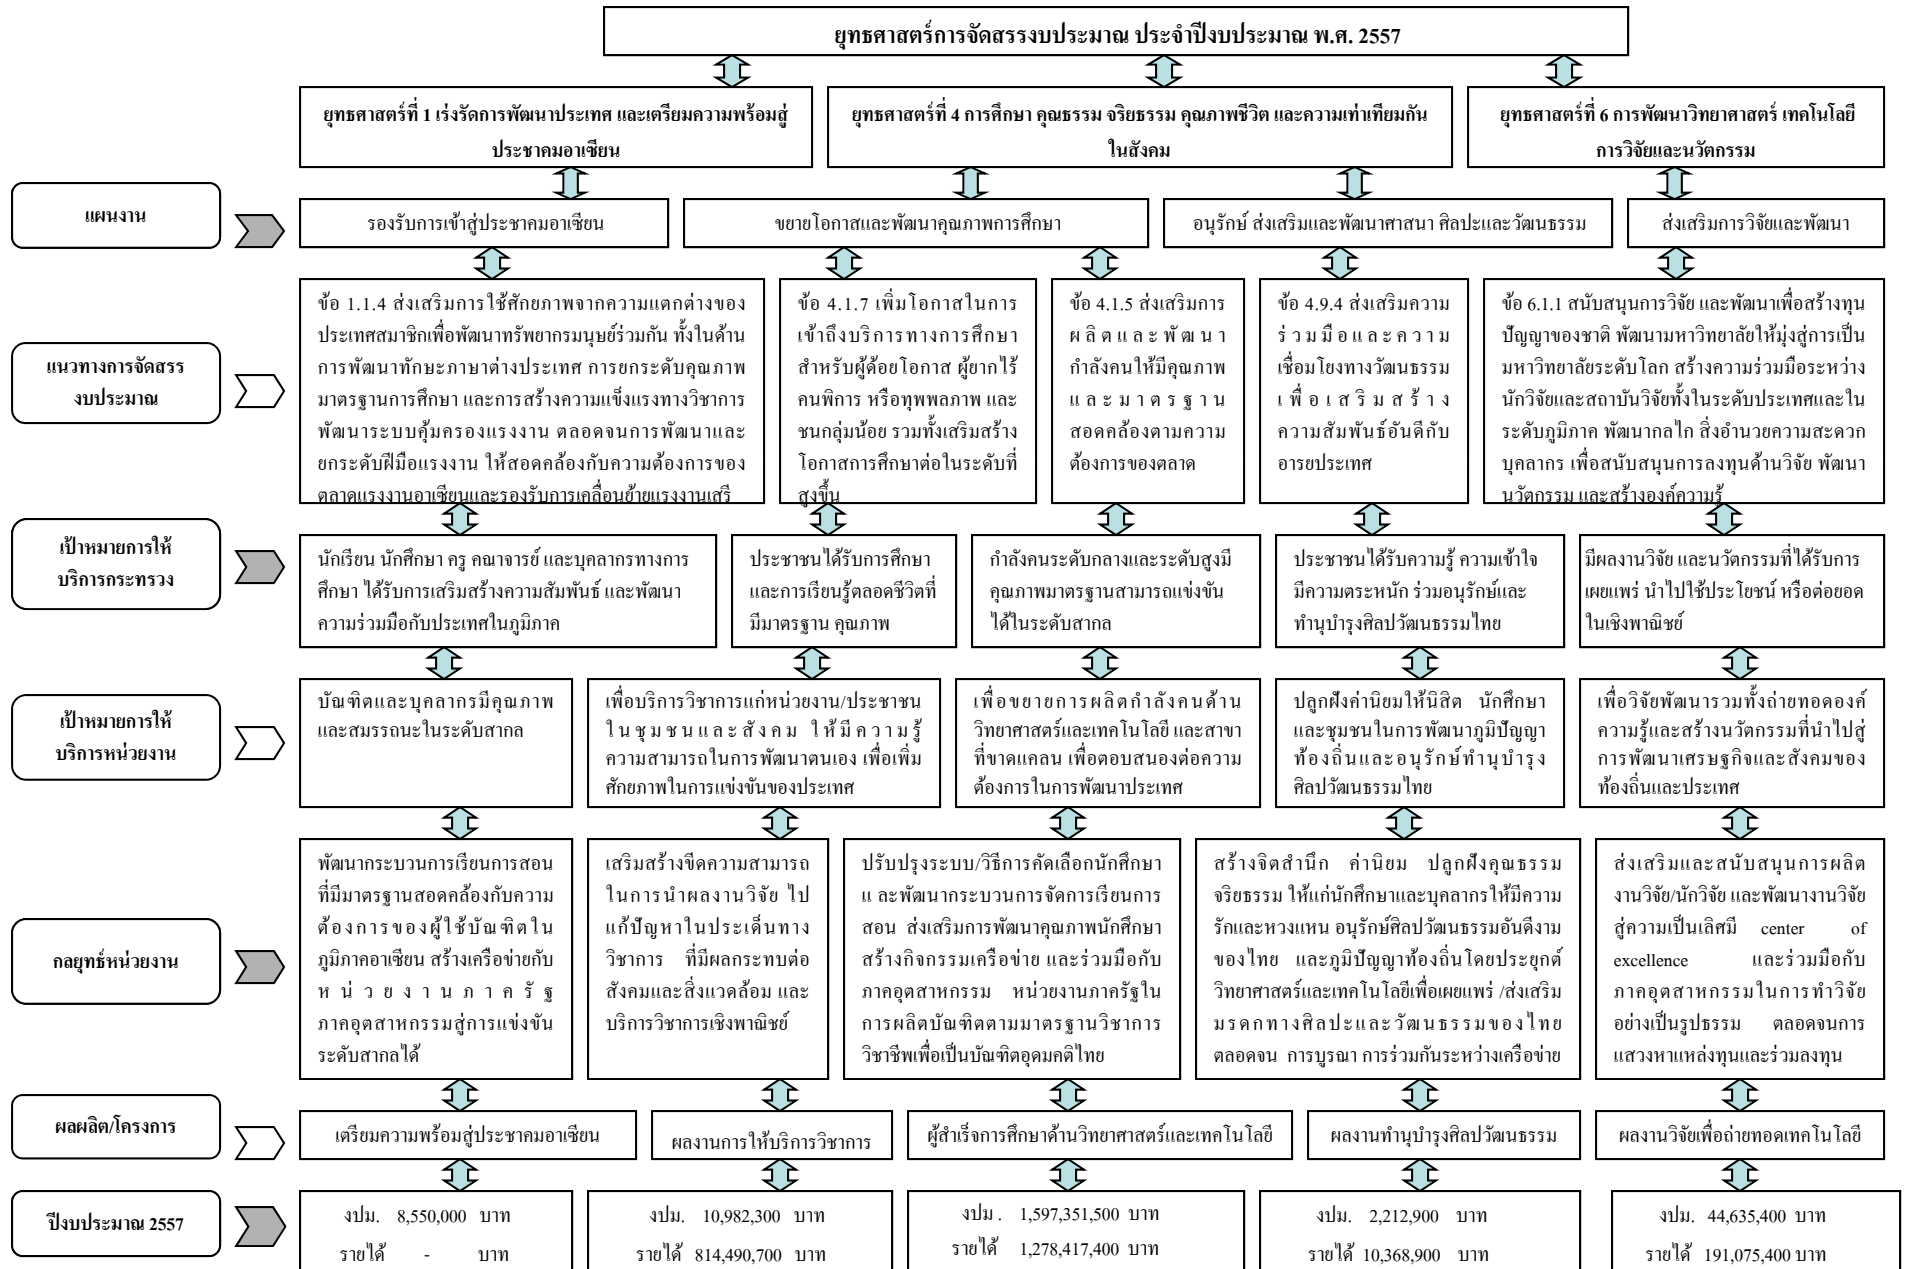 ยุทธศาสตร์การจัดสรรงบประมาณ ประจำปีงบประมาณ พ.ศ. 2557
ยุทธศาสตร์ที่ 1 เร่งรัดการพัฒนาประเทศ และเตรียมความพร้อมสู่
ประชาคมอาเซียน
ยุทธศาสตร์ที่ 4 การศึกษา คุณธรรม จริยธรรม คุณภาพชีวิต และความเท่าเทียมกัน
ในสังคม
ยุทธศาสตร์ที่ 6 การพัฒนาวิทยาศาสตร์ เทคโนโลยี
การวิจัยและนวัตกรรม
แผนงาน
รองรับการเข้าสู่ประชาคมอาเซียน
ขยายโอกาสและพัฒนาคุณภาพการศึกษา
อนุรักษ์ ส่งเสริมและพัฒนาศาสนา ศิลปะและวัฒนธรรม
ส่งเสริมการวิจัยและพัฒนา
แนวทางการจัดสรร
งบประมาณ
ข้อ 1.1.4 ส่งเสริมการใช้ศักยภาพจากความแตกต่างของ
ประเทศสมาชิกเพื่อพัฒนาทรัพยากรมนุษย์ร่วมกัน ทั้งในด้าน
การพัฒนาทักษะภาษาต่างประเทศ การยกระดับคุณภาพ
มาตรฐานการศึกษา และการสร้างความแข็งแรงทางวิชาการ
พัฒนาระบบคุ้มครองแรงงาน ตลอดจนการพัฒนาและ
ยกระดับฝีมือแรงงาน ให้สอดคล้องกับความต้องการของ
ตลาดแรงงานอาเซียนและรองรับการเคลื่อนย้ายแรงงานเสรี
ข้อ 4.1.7 เพิ่มโอกาสในการ
เข้าถึงบริการทางการศึกษา
สำหรับผู้ด้อยโอกาส ผู้ยากไร้
คนพิการ หรือทุพพลภาพ และ
ชนกลุ่มน้อย รวมทั้งเสริมสร้าง
โอกาสการศึกษาต่อในระดับที่
สูงขึ้น
ข้อ 4.1.5 ส่งเสริมการ
ผลิตและพัฒนา
กำลังคนให้มีคุณภาพ
และมาตรฐาน
สอดคล้องตามความ
ต้องการของตลาด
ข้อ 4.9.4 ส่งเสริมความ
ร่วมมือและความ
เชื่อมโยงทางวัฒนธรรม
เพื่อเสริมสร้าง
ความสัมพันธ์อันดีกับ
อารยประเทศ
ข้อ 6.1.1 สนับสนุนการวิจัย และพัฒนาเพื่อสร้างทุน
ปัญญาของชาติ พัฒนามหาวิทยาลัยให้มุ่งสู่การเป็น
มหาวิทยาลัยระดับโลก สร้างความร่วมมือระหว่าง
นักวิจัยและสถาบันวิจัยทั้งในระดับประเทศและใน
ระดับภูมิภาค พัฒนากลไก สิ่งอำนวยความสะดวก
บุคลากร เพื่อสนับสนุนการลงทุนด้านวิจัย พัฒนา
นวัตกรรม และสร้างองค์ความรู้
เป้าหมายการให้
บริการกระทรวง
นักเรียน นักศึกษา ครู คณาจารย์ และบุคลากรทางการ
ศึกษา ได้รับการเสริมสร้างความสัมพันธ์ และพัฒนา
ความร่วมมือกับประเทศในภูมิภาค
ประชาชนได้รับการศึกษา
และการเรียนรู้ตลอดชีวิตที่
มีมาตรฐาน คุณภาพ
กำลังคนระดับกลางและระดับสูงมี
คุณภาพมาตรฐานสามารถแข่งขัน
ได้ในระดับสากล
ประชาชนได้รับความรู้ ความเข้าใจ
มีความตระหนัก ร่วมอนุรักษ์และ
ทำนุบำรุงศิลปวัฒนธรรมไทย
มีผลงานวิจัย และนวัตกรรมที่ได้รับการ
เผยแพร่ นำไปใช้ประโยชน์ หรือต่อยอด
ในเชิงพาณิชย์
เป้าหมายการให้
บริการหน่วยงาน
บัณฑิตและบุคลากรมีคุณภาพ
และสมรรถนะในระดับสากล
เพื่อบริการวิชาการแก่หน่วยงาน/ประชาชน
ในชุมชนและสังคม ให้มีความรู้
ความสามารถในการพัฒนาตนเอง เพื่อเพิ่ม
ศักยภาพในการแข่งขันของประเทศ
เพื่อขยายการผลิตกำลังคนด้าน
วิทยาศาสตร์และเทคโนโลยี และสาขา
ที่ขาดแคลน เพื่อตอบสนองต่อความ
ต้องการในการพัฒนาประเทศ
ปลูกฝังค่านิยมให้นิสิต นักศึกษา
และชุมชนในการพัฒนาภูมิปัญญา
ท้องถิ่นและอนุรักษ์ทำนุบำรุง
ศิลปวัฒนธรรมไทย
เพื่อวิจัยพัฒนารวมทั้งถ่ายทอดองค์
ความรู้และสร้างนวัตกรรมที่นำไปสู่
การพัฒนาเศรษฐกิจและสังคมของ
ท้องถิ่นและประเทศ
กลยุทธ์หน่วยงาน
พัฒนากระบวนการเรียนการสอน
ที่มีมาตรฐานสอดคล้องกับความ
ต้องการของผู้ใช้บัณฑิตใน
ภูมิภาคอาเซียน สร้างเครือข่ายกับ
หน่วยงานภาครัฐ
ภาคอุตสาหกรรมสู่การแข่งขัน
ระดับสากลได้
เสริมสร้างขีดความสามารถ
ในการนำผลงานวิจัย ไป
แก้ปัญหาในประเด็นทาง
วิชาการ ที่มีผลกระทบต่อ
สังคมและสิ่งแวดล้อม และ
บริการวิชาการเชิงพาณิชย์
ปรับปรุงระบบ/วิธีการคัดเลือกนักศึกษา
แ ละพัฒนากระบวนการจัดการเรียนการ
สอน ส่งเสริมการพัฒนาคุณภาพนักศึกษา
สร้างกิจกรรมเครือข่าย และร่วมมือกับ
ภาคอุตสาหกรรม หน่วยงานภาครัฐใน
การผลิตบัณฑิตตามมาตรฐานวิชาการ
วิชาชีพเพื่อเป็นบัณฑิตอุดมคติไทย
สร้างจิตสำนึก ค่านิยม ปลูกฝังคุณธรรม
จริยธรรม ให้แก่นักศึกษาและบุคลากรให้มีความ
รักและหวงแหน อนุรักษ์ศิลปวัฒนธรรมอันดีงาม
ของไทย และภูมิปัญญาท้องถิ่นโดยประยุกต์
วิทยาศาสตร์และเทคโนโลยีเพื่อเผยแพร่ /ส่งเสริม
มรดกทางศิลปะและวัฒนธรรมของไทย
ตลอดจน การบูรณา การร่วมกันระหว่างเครือข่าย
ส่งเสริมและสนับสนุนการผลิต
งานวิจัย/นักวิจัย และพัฒนางานวิจัย
สู่ความเป็นเลิศมี center of
excellence และร่วมมือกับ
ภาคอุตสาหกรรมในการทำวิจัย
อย่างเป็นรูปธรรม ตลอดจนการ
แสวงหาแหล่งทุนและร่วมลงทุน
ผลผลิต/โครงการ
เตรียมความพร้อมสู่ประชาคมอาเซียน
ผลงานการให้บริการวิชาการ
ผู้สำเร็จการศึกษาด้านวิทยาศาสตร์และเทคโนโลยี
ผลงานทำนุบำรุงศิลปวัฒนธรรม
ผลงานวิจัยเพื่อถ่ายทอดเทคโนโลยี
ปีงบประมาณ 2557
งปม. 8,550,000 บาท
รายได้ - บาท
งปม. 10,982,300 บาท
รายได้ 814,490,700 บาท
งปม . 1,597,351,500 บาท
รายได้ 1,278,417,400 บาท
งปม. 2,212,900 บาท
รายได้ 10,368,900 บาท
งปม. 44,635,400 บาท
รายได้ 191,075,400 บาท